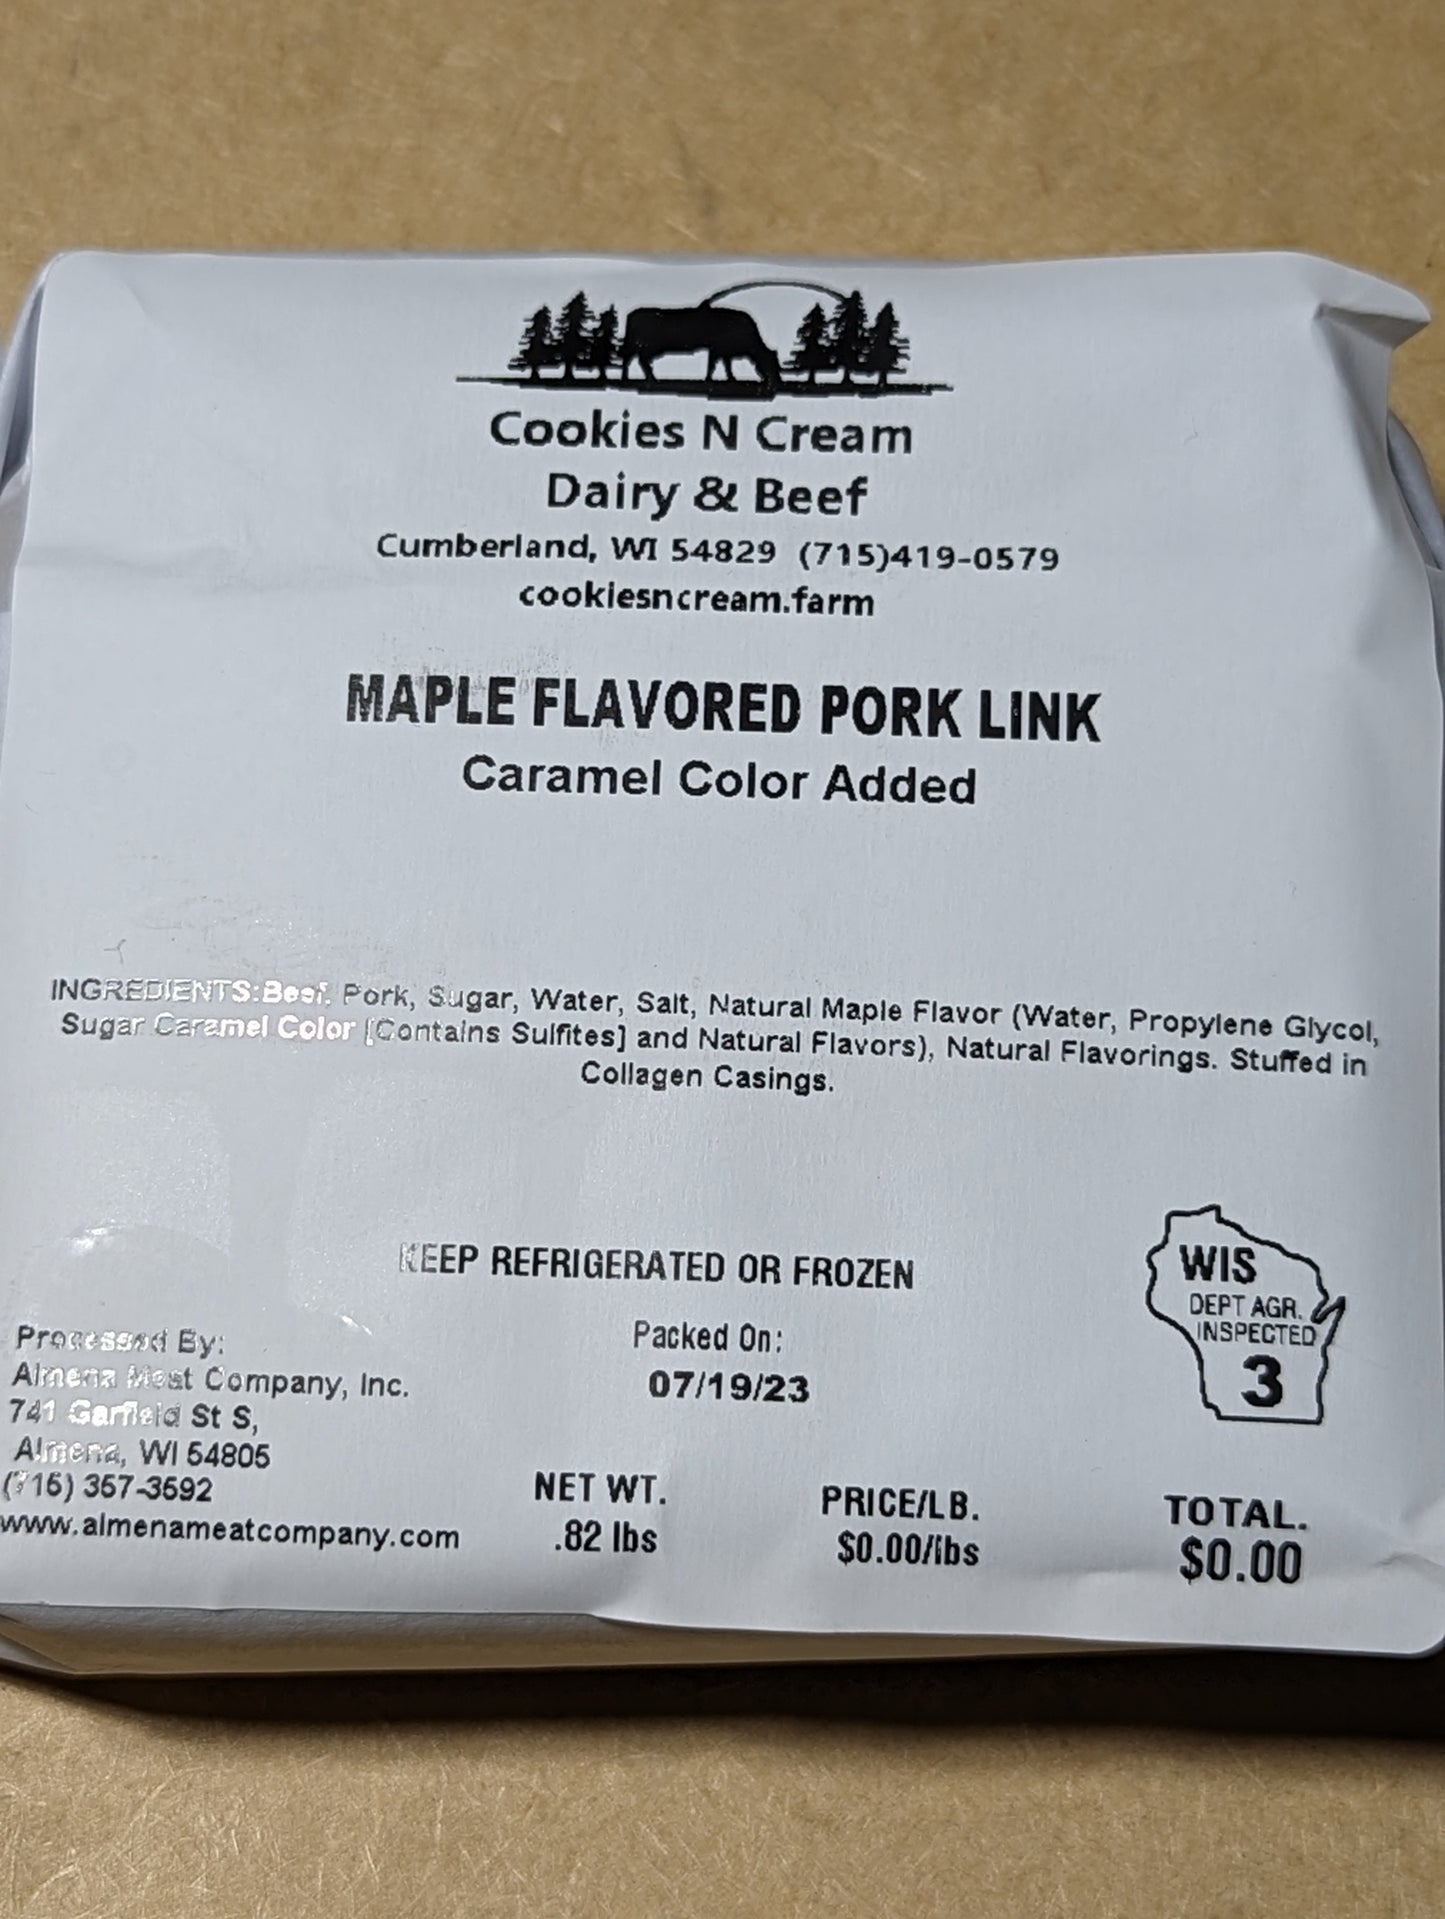 Cookies N Cream
Dairy & Beef
Cumberland, WI 54829 (715)419-0579
cookiesncream.farm
MAPLE FLAVORED PORK LINK
Caramel Color Added
INGREDIENTS:Beef, Pork, Sugar, Water, Salt, Natural Maple Flavor (Water, Propylene Glycol,
Sugar Caramel Color [Contains Sulfites] and Natural Flavors), Natural Flavorings. Stuffed in
Collagen Casings.
KEEP REFRIGERATED OR FROZEN
WIS
DEPT AGR.
INSPECTED
3
Processed By:
Almena Meat Company, Inc.
741 Garfield St S,
Almena, WI 54805
(715) 357-3592
www.almenameatcompany.com
Packed On:
07/19/23
NET WT.
.82 lbs
PRICE/LB.
$0.00/lbs
TOTAL.
$0.00